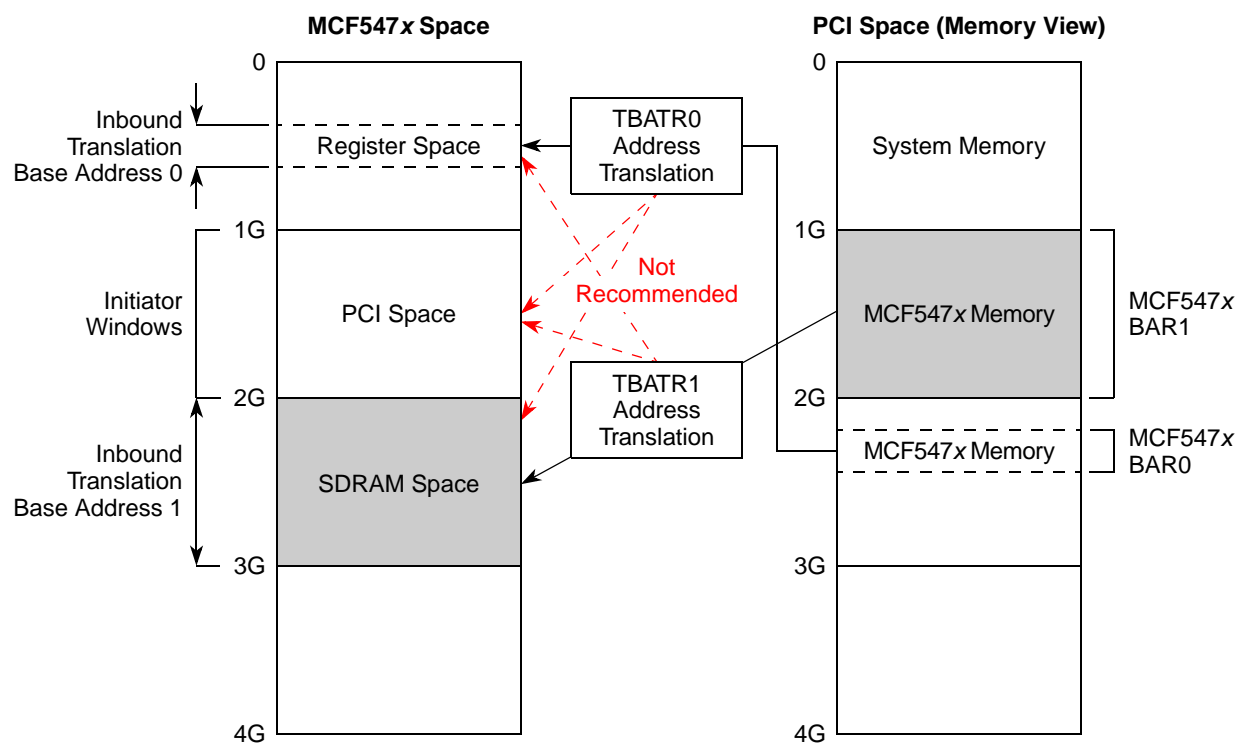 MCF547x Space
PCI Space (Memory View)
0
Inbound
Translation
Base Address 0
Register Space
TBATR0
Address
Translation
0
System Memory
1G
1G
Initiator
Windows
PCI Space
Not
Recommended
MCF547x Memory
MCF547x
BAR1
2G
TBATR1
Address
Translation
2G
Inbound
Translation
Base Address 1
SDRAM Space
MCF547x Memory
MCF547x
BAR0
3G
3G
4G
4G